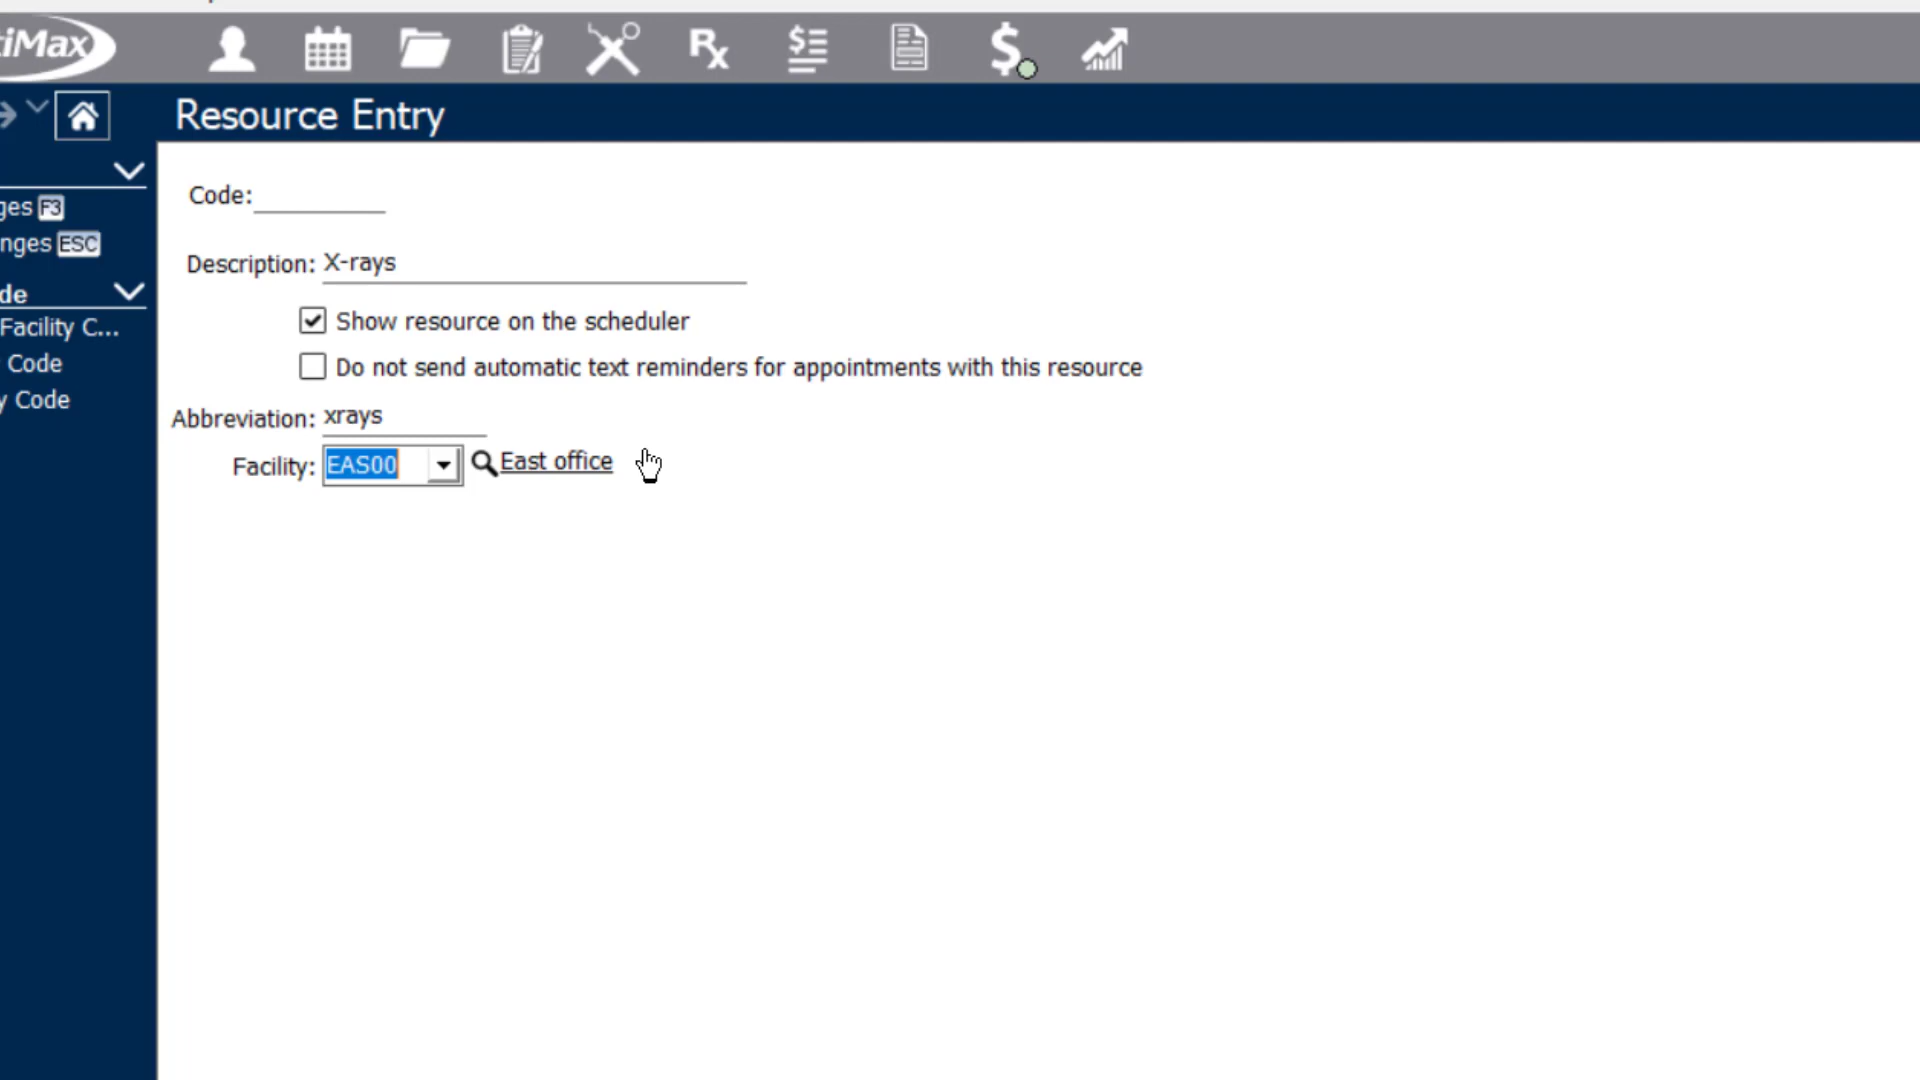 iMax
Resource Entry
ges F3
nges ESC
de
Facility C...
Code
y Code
Code:
Description: X-rays
Show resource on the scheduler
Do not send automatic text reminders for appointments with this resource
Abbreviation: xrays
Facility: EAS00 East office